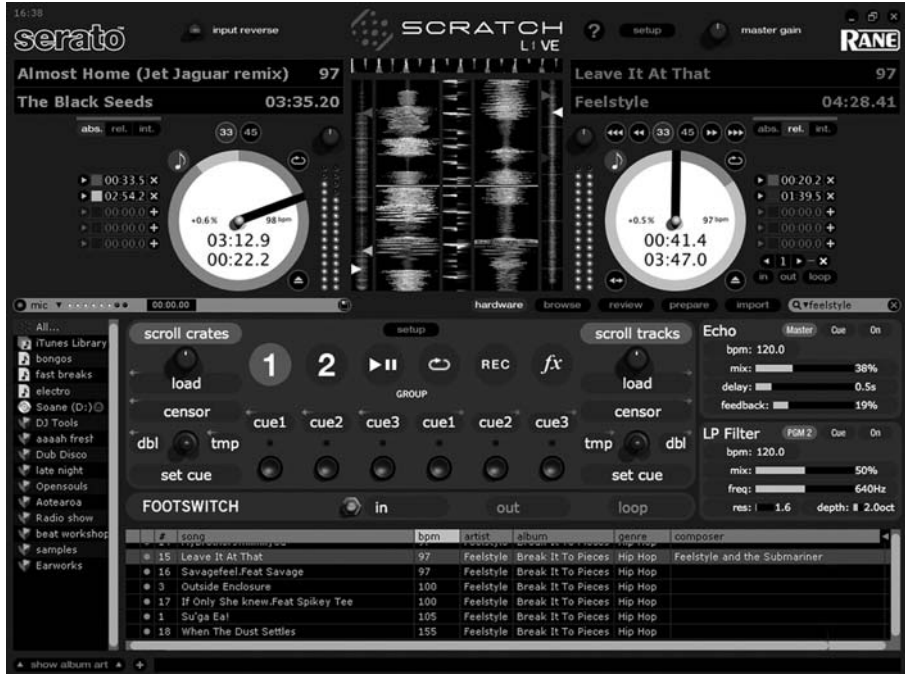 16:38
serato
input reverse
SCRATCH
LIVE
?
setup
master gain
RANE
Almost Home (Jet Jaguar remix) 97
The Black Seeds 03:35.20
Leave It At That 97
Feelstyle 04:28.41
abs. rel. int.
33 45
33 45
abs. rel. int.
00:33.5
02:54.2
00:00.0
00:00.0
00:00.0
+0.6% 98 bpm
03:12.9
00:22.2
+0.5% 97 bpm
00:41.4
03:47.0
00:20.2
01:39.5
00:00.0
00:00.0
00:00.0
1
in out loop
mic 00:00.00
hardware browse review prepare import feelstyle
All...
iTunes Library
bongos
fast breaks
electro
Soane (D:)
DJ Tools
aaaah fresh
Dub Disco
late night
Opensouls
Aotearoa
Radio show
beat workshop
samples
Earworks
scroll crates
setup
scroll tracks
load
1 2 REC fx
load
GROUP
censor
cue1 cue2 cue3 cue1 cue2 cue3
censor
dbl tmp
tmp dbl
set cue
set cue
FOOTSWITCH in out loop
Echo Master Cue On
bpm: 120.0
mix: 38%
delay: 0.5s
feedback: 19%
LP Filter PGM 2 Cue On
bpm: 120.0
mix: 50%
freq: 640Hz
res: 1.6 depth: 2.0oct
# song bpm artist album genre composer
15 Leave It At That 97 Feelstyle Break It To Pieces Hip Hop Feelstyle and the Submariner
16 Savagefeel.Feat Savage 97 Feelstyle Break It To Pieces Hip Hop
3 Outside Enclosure 100 Feelstyle Break It To Pieces Hip Hop
17 If Only She knew.Feat Spikey Tee 100 Feelstyle Break It To Pieces Hip Hop
1 Su'ga Ea! 105 Feelstyle Break It To Pieces Hip Hop
18 When The Dust Settles 155 Feelstyle Break It To Pieces Hip Hop
show album art